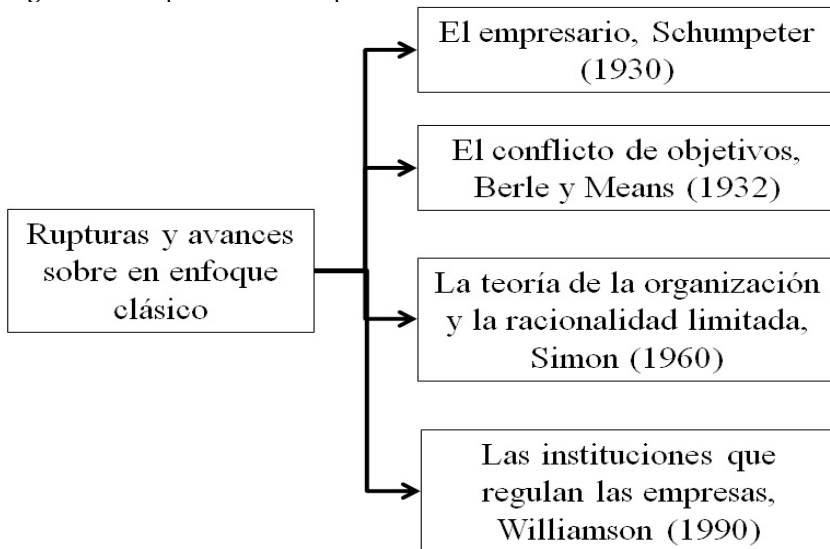 El empresario, Schumpeter
(1930)
El conflicto de objetivos,
Berle y Means (1932)
Rupturas y avances
sobre en enfoque
clásico
La teoría de la organización
y la racionalidad limitada,
Simon (1960)
Las instituciones que
regulan las empresas,
Williamson (1990)